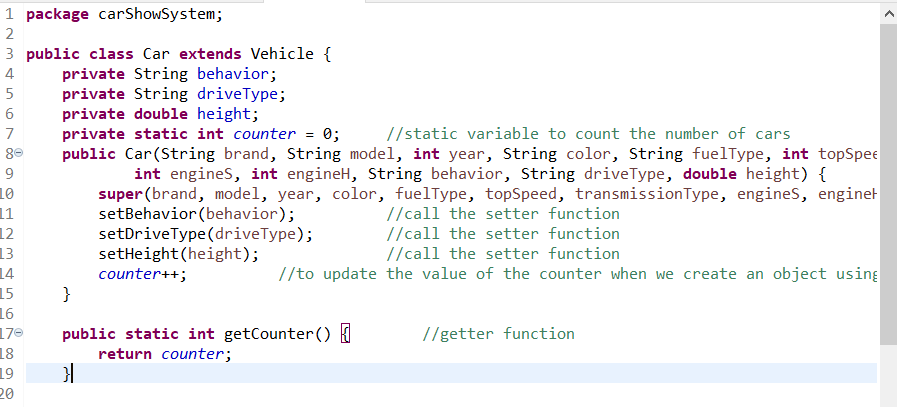 1 package carShowSystem;
2
3 public class Car extends Vehicle {
4     private String behavior;
5     private String driveType;
6     private double height;
7     private static int counter = 0;     //static variable to count the number of cars
8     public Car(String brand, String model, int year, String color, String fuelType, int
9             int engineS, int engineH, String behavior, String driveType, double height) {
10         super(brand, model, year, color, fuelType, topSpeed, transmissionType, engineS,
11         setBehavior(behavior);          //call the setter function
12         setDriveType(driveType);        //call the setter function
13         setHeight(height);              //call the setter function
14         counter++;          //to update the value of the counter when we create an object using
15     }
16
17     public static int getCounter() {        //getter function
18         return counter;
19     }
20